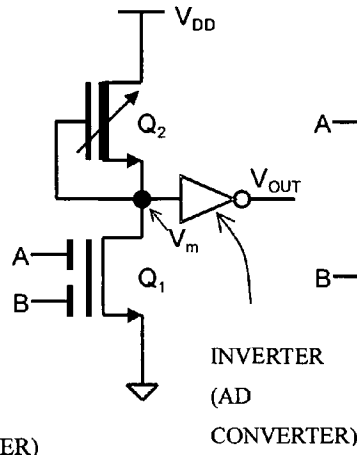 VDD
Q2
A
VOUT
Vm
A
Q1
B
B
INVERTER
(AD
CONVERTER)
ER)